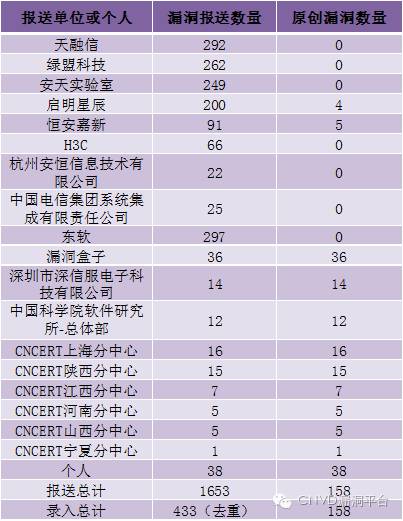 报送单位或个人 漏洞报送数量 原创漏洞数量
天融信 292 0
绿盟科技 262 0
安天实验室 249 0
启明星辰 200 4
恒安嘉新 91 5
H3C 66 0
杭州安恒信息技术有
限公司 22 0
中国电信集团系统集
成有限责任公司 25 0
东软 297 0
漏洞盒子 36 36
深圳市深信服电子科
技有限公司 14 14
中国科学院软件研究
所-总体部 12 12
CNCERT上海分中心 16 16
CNCERT陕西分中心 15 15
CNCERT江西分中心 7 7
CNCERT河南分中心 5 5
CNCERT山西分中心 5 5
CNCERT宁夏分中心 1 1
个人 38 38
报送总计 1653 158
录入总计 433（去重） 158
CNVD漏洞平台